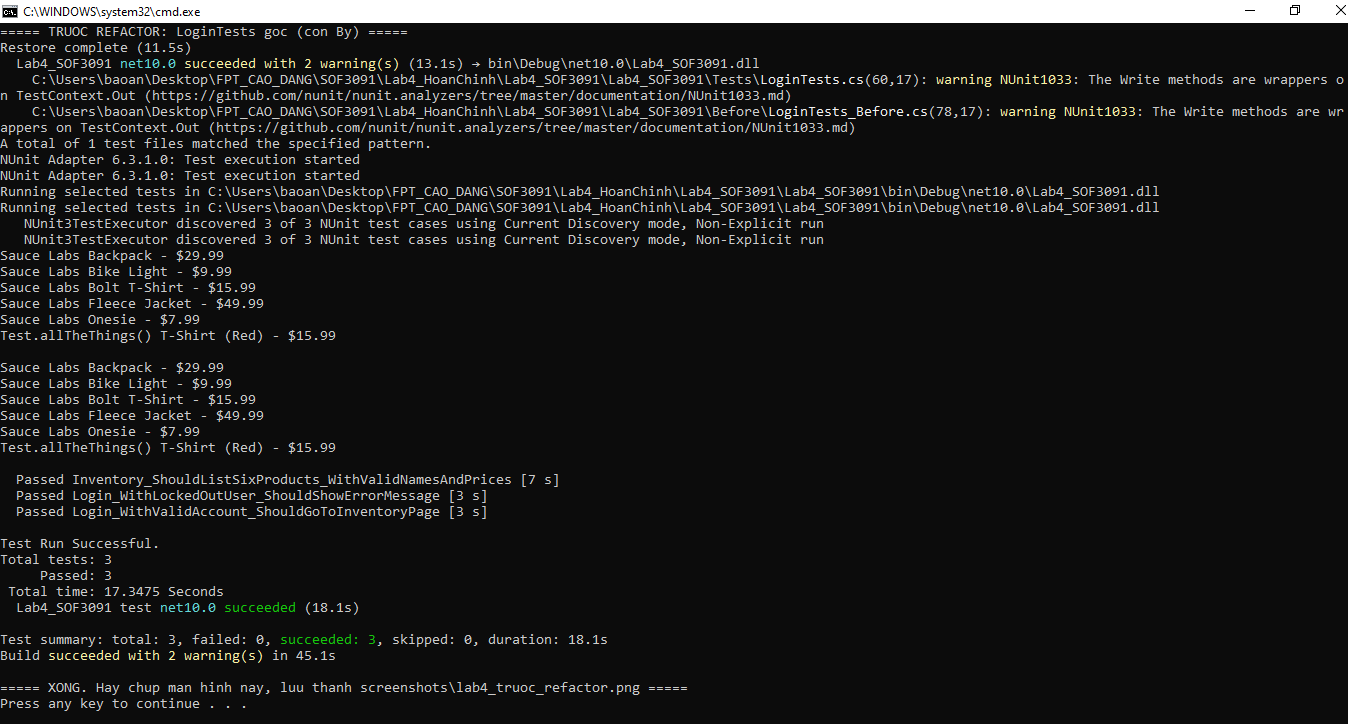 C:\WINDOWS\system32\cmd.exe
===== TRUOC REFACTOR: LoginTests goc (con By) =====
Restore complete (11.5s)
  Lab4_SOF3091 net10.0 succeeded with 2 warning(s) (13.1s) → bin\Debug\net10.0\Lab4_SOF3091.dll
    C:\Users\baoan\Desktop\FPT_CAO_DANG\SOF3091\Lab4_HoanChinh\Lab4_SOF3091\Lab4_SOF3091\Tests\LoginTests.cs(60,17): warning NUnit1033: The Write methods are wrappers o
n TestContext.Out (https://github.com/nunit/nunit.analyzers/tree/master/documentation/NUnit1033.md)
    C:\Users\baoan\Desktop\FPT_CAO_DANG\SOF3091\Lab4_HoanChinh\Lab4_SOF3091\Lab4_SOF3091\Before\LoginTests_Before.cs(78,17): warning NUnit1033: The Write methods are wr
appers on TestContext.Out (https://github.com/nunit/nunit.analyzers/tree/master/documentation/NUnit1033.md)
A total of 1 test files matched the specified pattern.
NUnit Adapter 6.3.1.0: Test execution started
NUnit Adapter 6.3.1.0: Test execution started
Running selected tests in C:\Users\baoan\Desktop\FPT_CAO_DANG\SOF3091\Lab4_HoanChinh\Lab4_SOF3091\Lab4_SOF3091\bin\Debug\net10.0\Lab4_SOF3091.dll
Running selected tests in C:\Users\baoan\Desktop\FPT_CAO_DANG\SOF3091\Lab4_HoanChinh\Lab4_SOF3091\Lab4_SOF3091\bin\Debug\net10.0\Lab4_SOF3091.dll
   NUnit3TestExecutor discovered 3 of 3 NUnit test cases using Current Discovery mode, Non-Explicit run
   NUnit3TestExecutor discovered 3 of 3 NUnit test cases using Current Discovery mode, Non-Explicit run
Sauce Labs Backpack - $29.99
Sauce Labs Bike Light - $9.99
Sauce Labs Bolt T-Shirt - $15.99
Sauce Labs Fleece Jacket - $49.99
Sauce Labs Onesie - $7.99
Test.allTheThings() T-Shirt (Red) - $15.99

Sauce Labs Backpack - $29.99
Sauce Labs Bike Light - $9.99
Sauce Labs Bolt T-Shirt - $15.99
Sauce Labs Fleece Jacket - $49.99
Sauce Labs Onesie - $7.99
Test.allTheThings() T-Shirt (Red) - $15.99

  Passed Inventory_ShouldListSixProducts_WithValidNamesAndPrices [7 s]
  Passed Login_WithLockedOutUser_ShouldShowErrorMessage [3 s]
  Passed Login_WithValidAccount_ShouldGoToInventoryPage [3 s]

Test Run Successful.
Total tests: 3
     Passed: 3
 Total time: 17.3475 Seconds
  Lab4_SOF3091 test net10.0 succeeded (18.1s)

Test summary: total: 3, failed: 0, succeeded: 3, skipped: 0, duration: 18.1s
Build succeeded with 2 warning(s) in 45.1s

===== XONG. Hay chup man hinh nay, luu thanh screenshots\lab4_truoc_refactor.png =====
Press any key to continue . . .